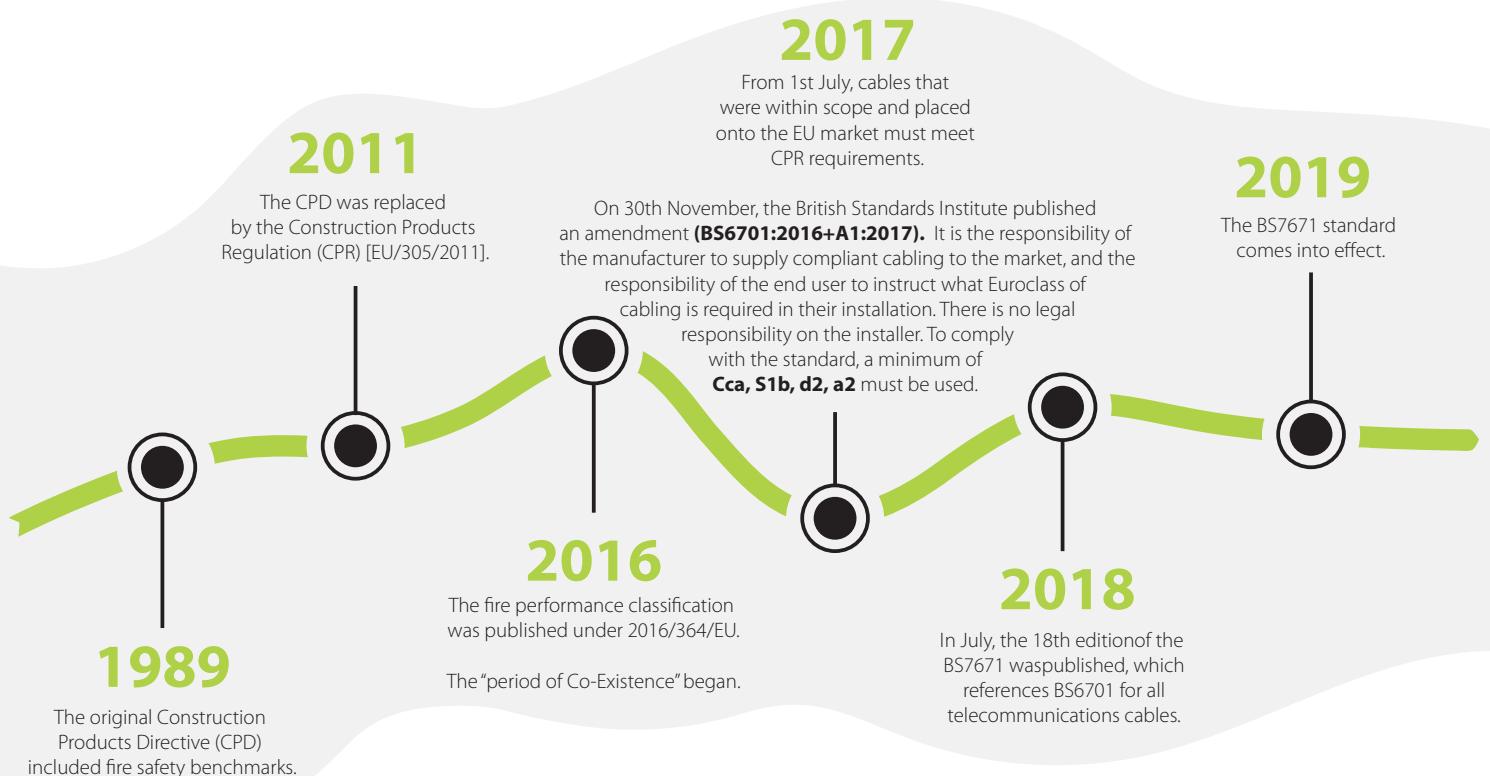 1989
The original Construction
Products Directive (CPD)
included fire safety benchmarks.
2011
The CPD was replaced
by the Construction Products
Regulation (CPR) [EU/305/2011].
2016
The fire performance classification
was published under 2016/364/EU.
The “period of Co-Existence” began.
2017
From 1st July, cables that
were within scope and placed
onto the EU market must meet
CPR requirements.
On 30th November, the British Standards Institute published
an amendment (BS6701:2016+A1:2017). It is the responsibility of
the manufacturer to supply compliant cabling to the market, and the
responsibility of the end user to instruct what Euroclass of
cabling is required in their installation. There is no legal
responsibility on the installer. To comply
with the standard, a minimum of
Cca, S1b, d2, a2 must be used.
2018
In July, the 18th editionof the
BS7671 waspublished, which
references BS6701 for all
telecommunications cables.
2019
The BS7671 standard
comes into effect.